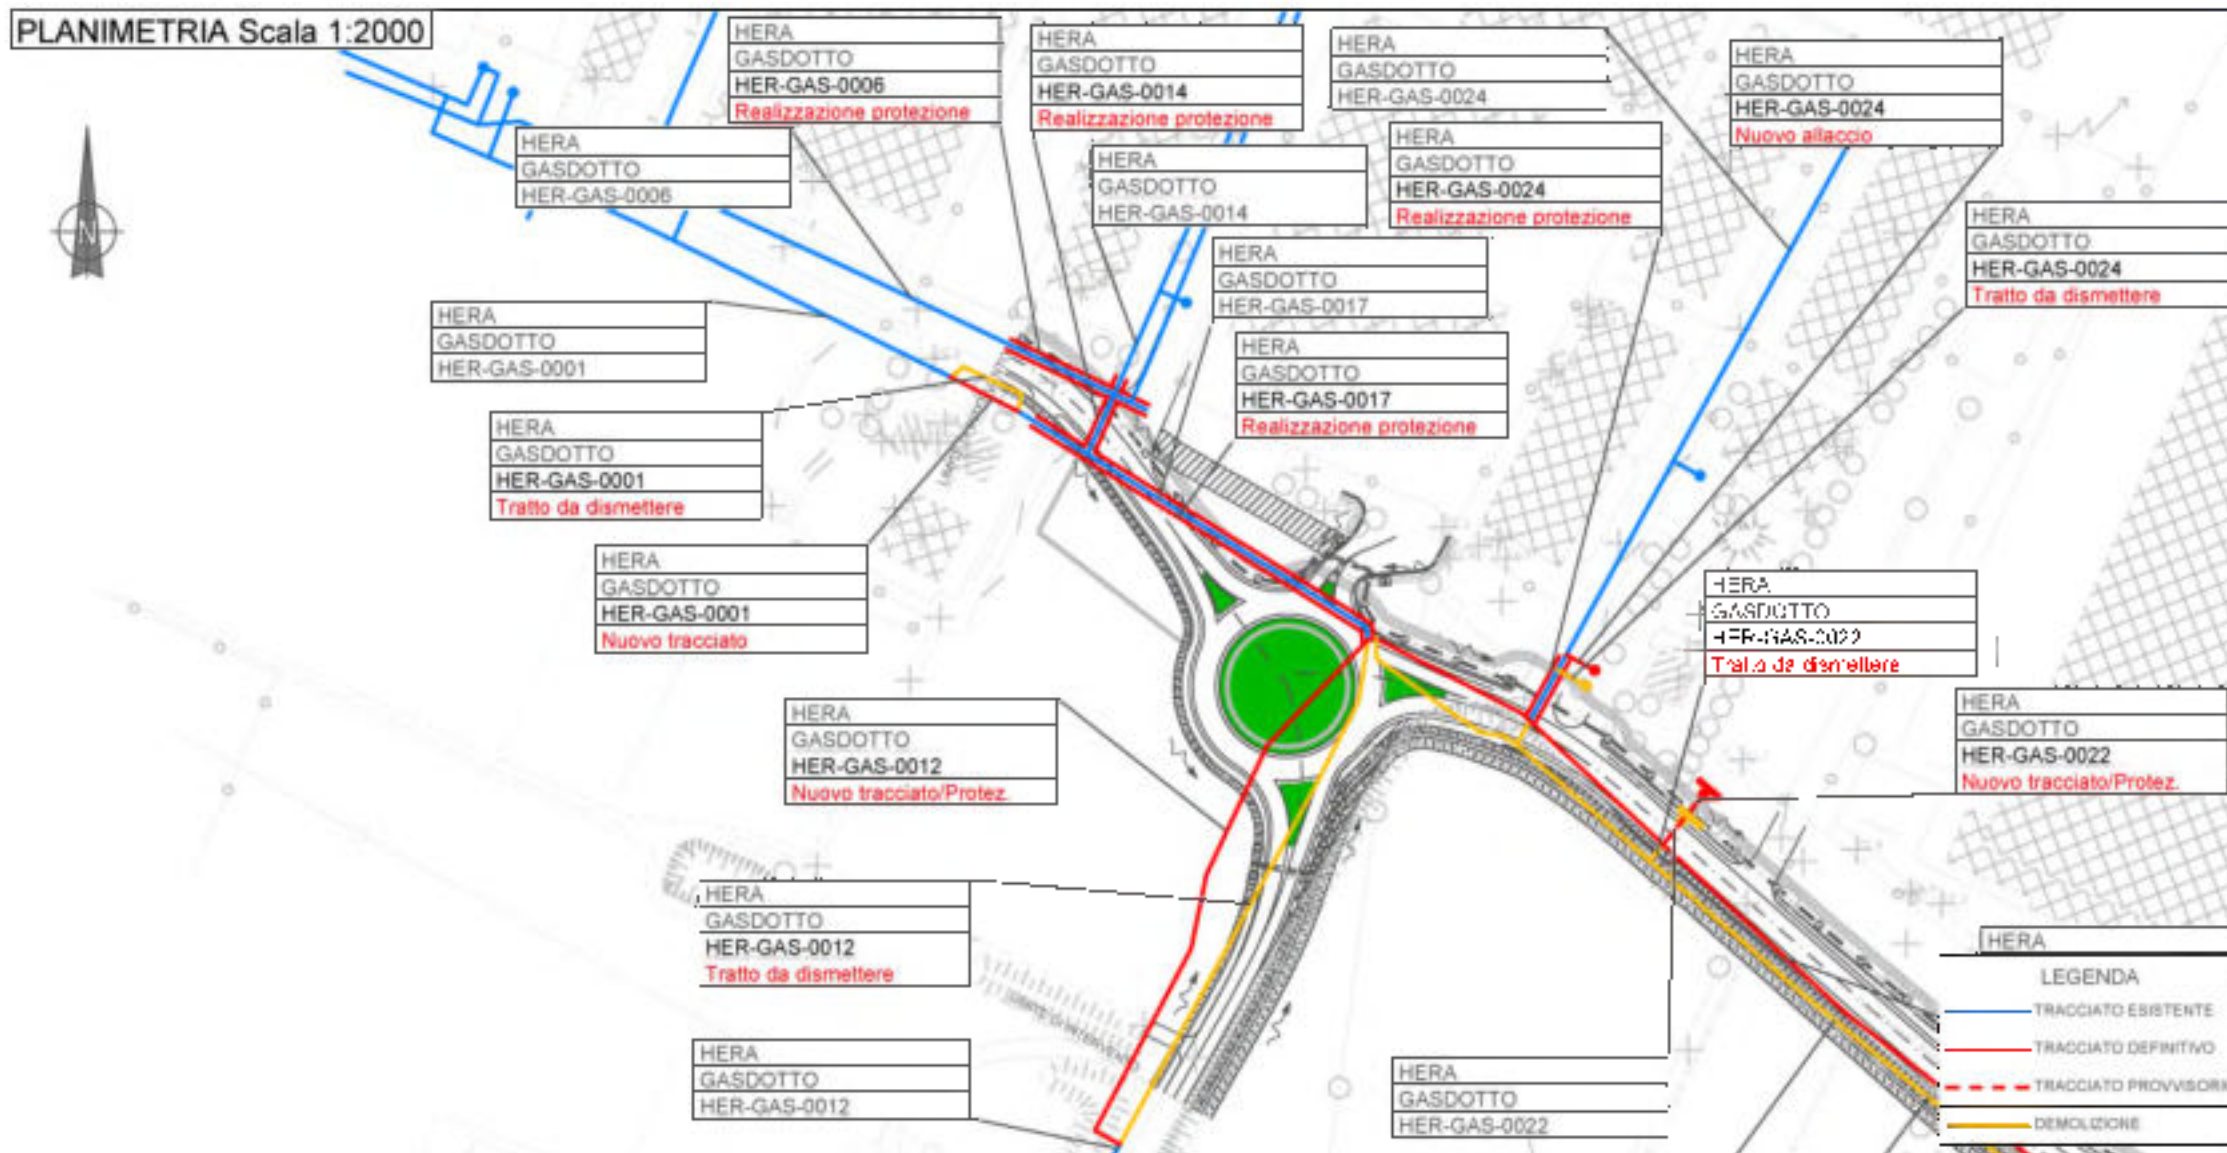 PLANIMETRIA Scala 1:2000
HERA
GASDOTTO
HER-GAS-0006
Realizzazione protezione
HERA
GASDOTTO
HER-GAS-0014
Realizzazione protezione
HERA
GASDOTTO
HER-GAS-0024
HERA
GASDOTTO
HER-GAS-0024
Nuovo allaccio
HERA
GASDOTTO
HER-GAS-0006
HERA
GASDOTTO
HER-GAS-0014
HERA
GASDOTTO
HER-GAS-0024
Realizzazione protezione
HERA
GASDOTTO
HER-GAS-0024
Tratto da dismettere
N
HERA
GASDOTTO
HER-GAS-0017
HERA
GASDOTTO
HER-GAS-0001
HERA
GASDOTTO
HER-GAS-0017
Realizzazione protezione
HERA
GASDOTTO
HER-GAS-0001
Tratto da dismettere
HERA
GASDOTTO
HER-GAS-0001
Nuovo tracciato
HERA
GASDOTTO
HER-GAS-0022
Tratto da dismettere
HERA
GASDOTTO
HER-GAS-0012
Nuovo tracciato/Protez.
HERA
GASDOTTO
HER-GAS-0022
Nuovo tracciato/Protez.
HERA
GASDOTTO
HER-GAS-0012
Tratto da dismettere
HERA
HERA
GASDOTTO
HER-GAS-0012
HERA
GASDOTTO
HER-GAS-0022
LEGENDA
TRACCIATO ESISTENTE
TRACCIATO DEFINITIVO
TRACCIATO PROVVISORI
DEMOLIZIONE